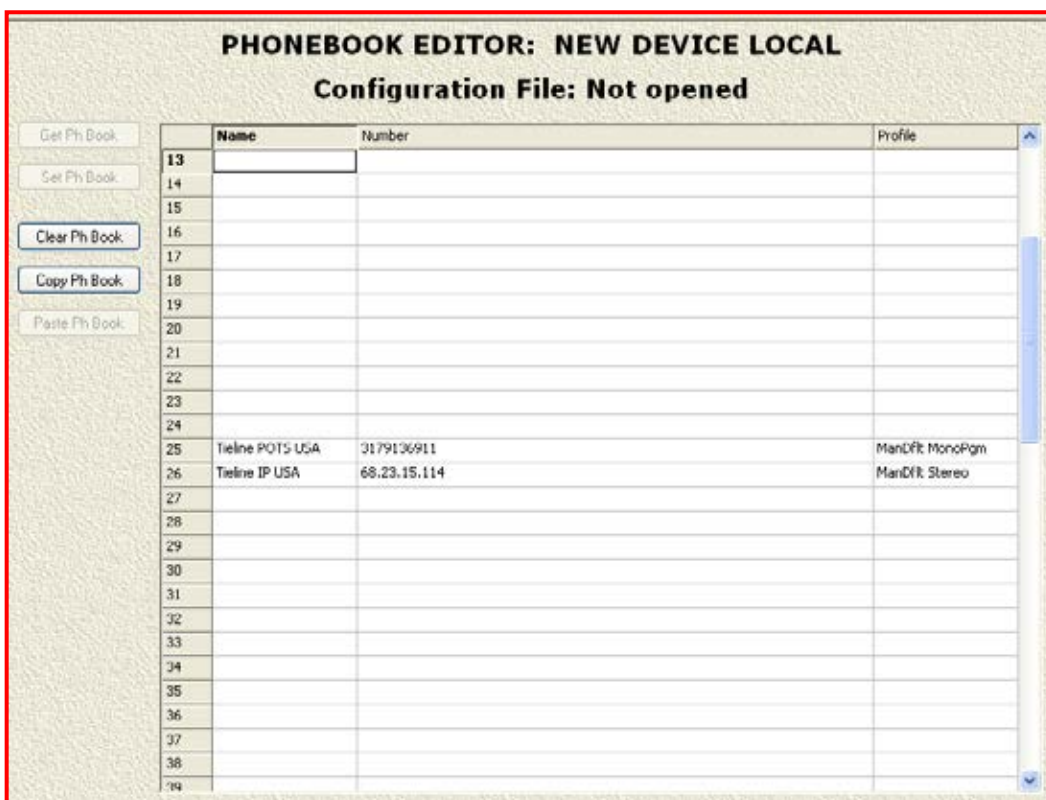 PHONEBOOK EDITOR: NEW DEVICE LOCAL
Configuration File: Not opened
Get Ph Book
Set Ph Book
Clear Ph Book
Copy Ph Book
Paste Ph Book
Name Number Profile
13
14
15
16
17
18
19
20
21
22
23
24
25 Tieline POTS USA 3179136911 ManDflt MonoPgm
26 Tieline IP USA 68.23.15.114 ManDflt Stereo
27
28
29
30
31
32
33
34
35
36
37
38
39